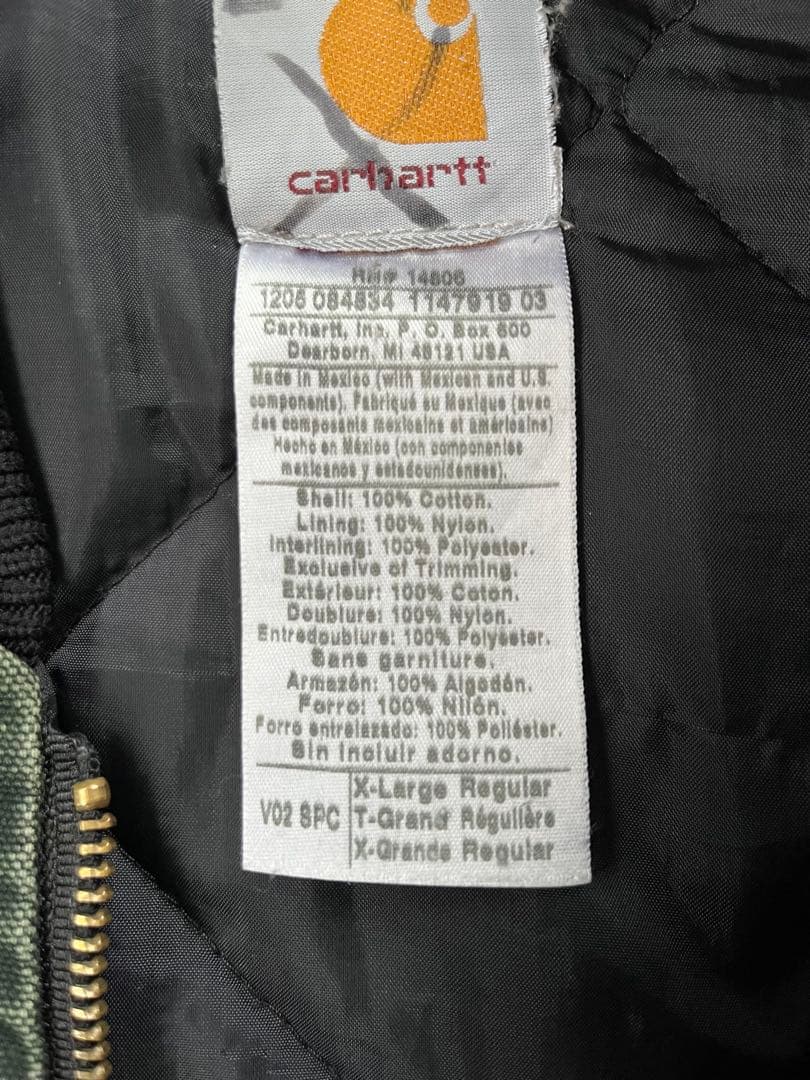 carhartt
RN# 14806
1206 084834 1147919 03
Carhartt, Inc. P. O. Box 600
Dearborn, MI 48121 USA
Made in Mexico (with Mexican and U.S.
components). Fabriqué au Mexique (avec
des composants mexicains et américains)
Hecho en México (con componentes
mexicanos y estadounidenses).
Shell: 100% Cotton.
Lining: 100% Nylon.
Interlining: 100% Polyester.
Exclusive of Trimming.
Extérieur: 100% Coton.
Doublure: 100% Nylon.
Entredoublure: 100% Polyester.
Sans garniture.
Armazón: 100% Algodón.
Forro: 100% Nilón.
Forro entrelazado: 100% Poliéster.
Sin incluir adorno.
V02 SPC
X-Large Regular
T-Grand Régulière
X-Grande Regular